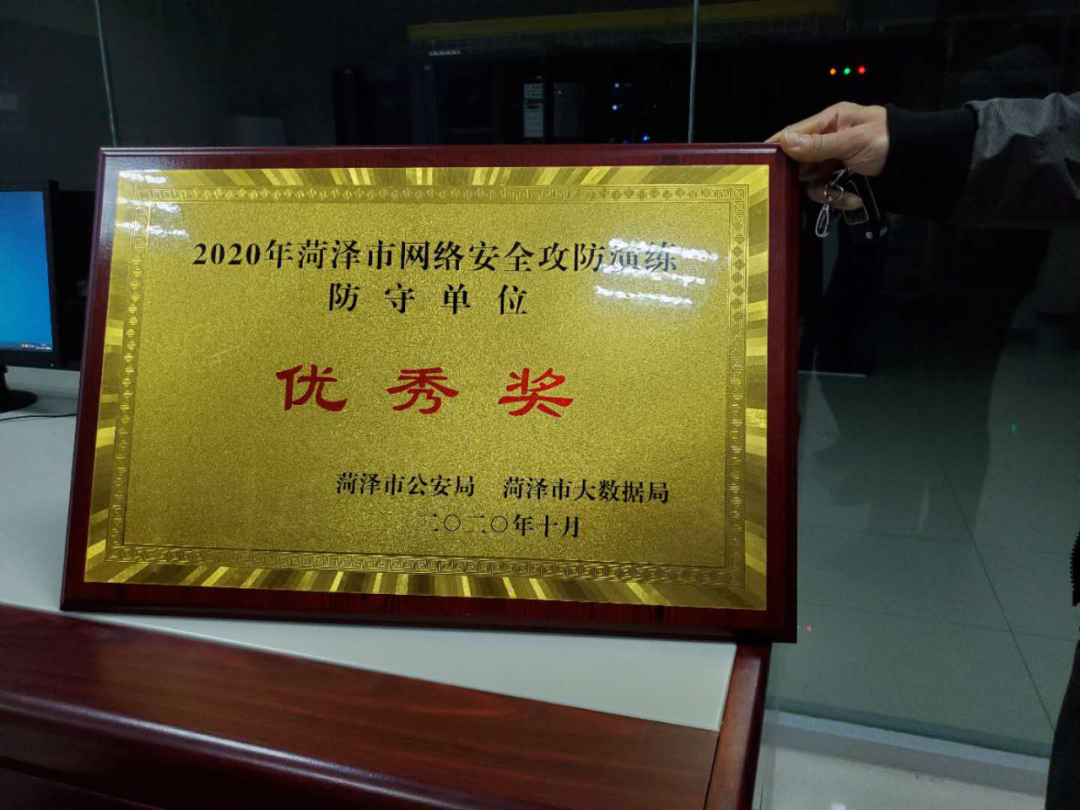 2020年菏泽市网络安全攻防演练
防守单位
优秀奖
菏泽市公安局 菏泽市大数据局
二〇二〇年十月